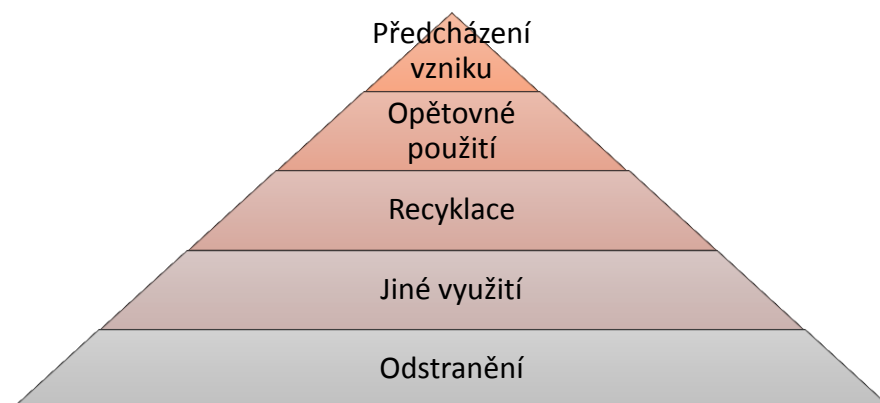 Předcházení
vzniku
Opětovné
použití
Recyklace
Jiné využití
Odstranění